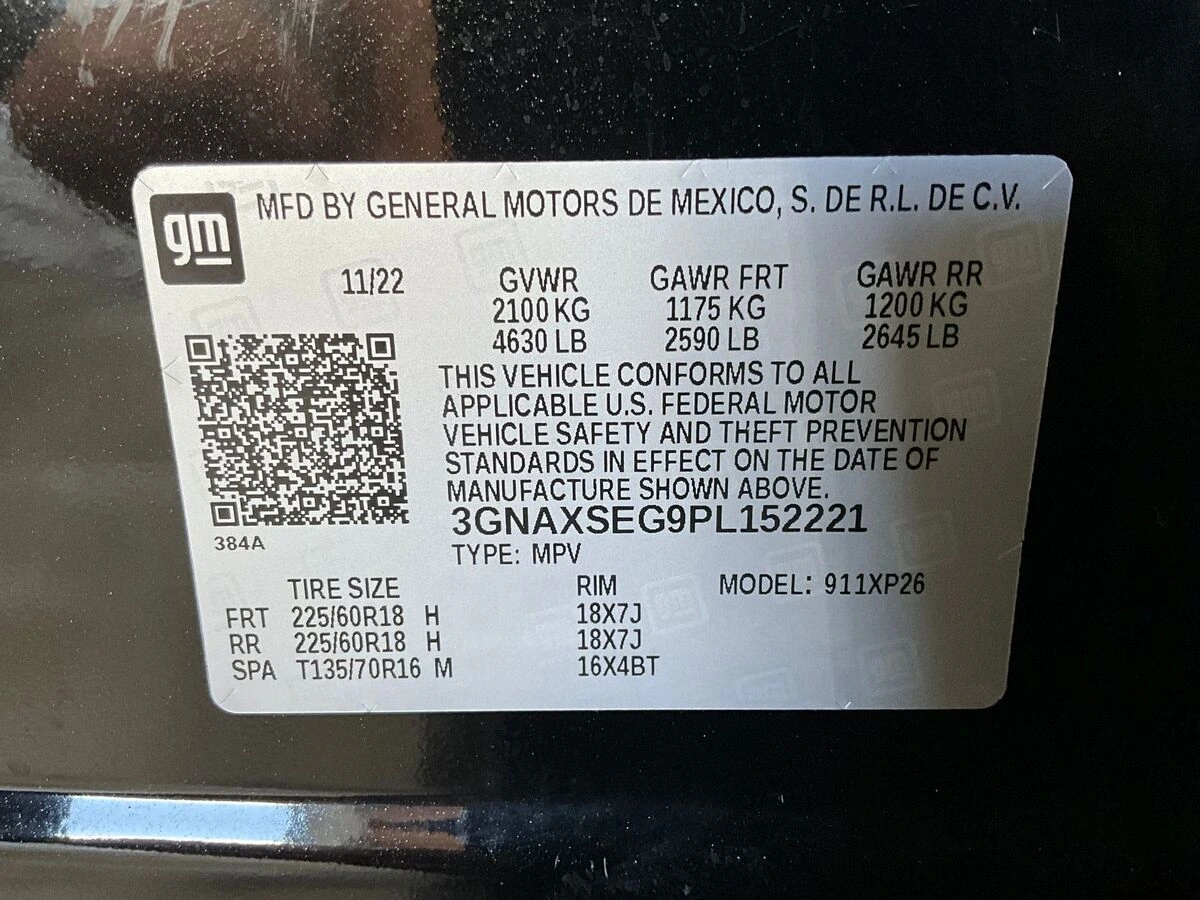 gm
MFD BY GENERAL MOTORS DE MEXICO, S. DE R.L. DE C.V.
11/22 GVWR GAWR FRT GAWR RR
2100 KG 1175 KG 1200 KG
4630 LB 2590 LB 2645 LB
THIS VEHICLE CONFORMS TO ALL
APPLICABLE U.S. FEDERAL MOTOR
VEHICLE SAFETY AND THEFT PREVENTION
STANDARDS IN EFFECT ON THE DATE OF
MANUFACTURE SHOWN ABOVE.
3GNAXSEG9PL152221
384A
TYPE: MPV
TIRE SIZE RIM MODEL: 911XP26
FRT 225/60R18 H 18X7J
RR 225/60R18 H 18X7J
SPA T135/70R16 M 16X4BT